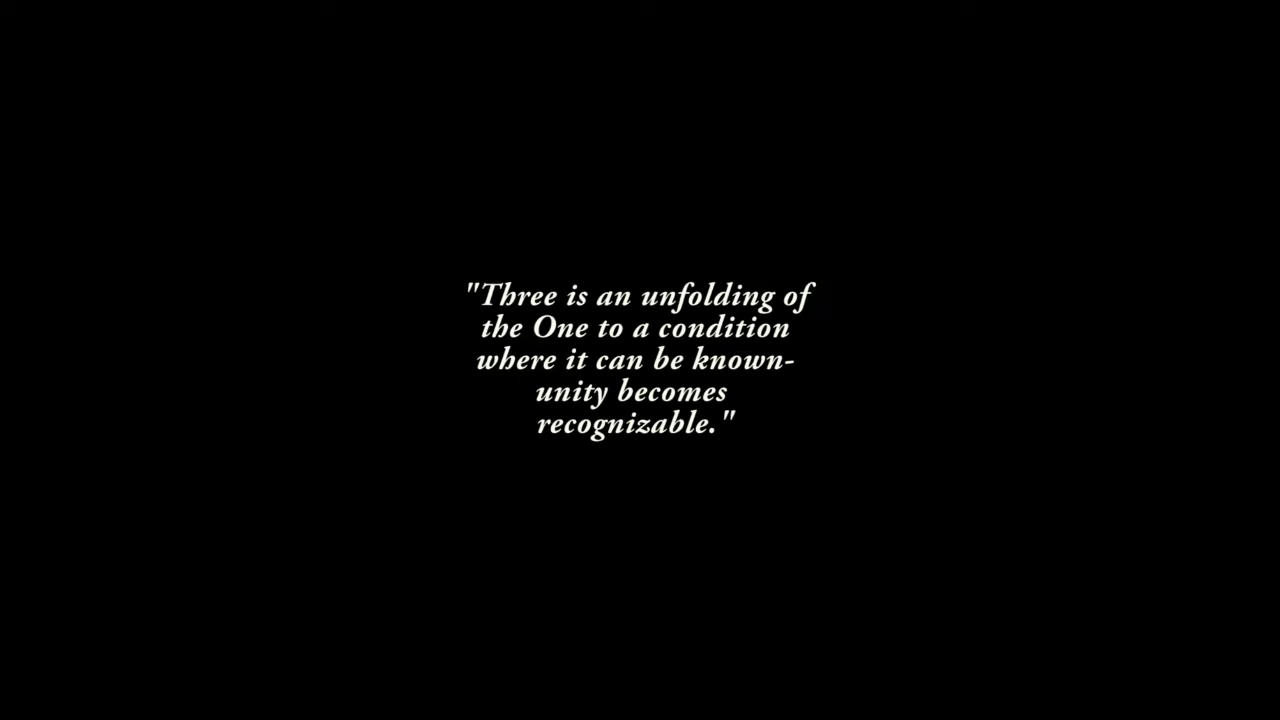 "Three is an unfolding of
the One to a condition
where it can be known-
unity becomes
recognizable."